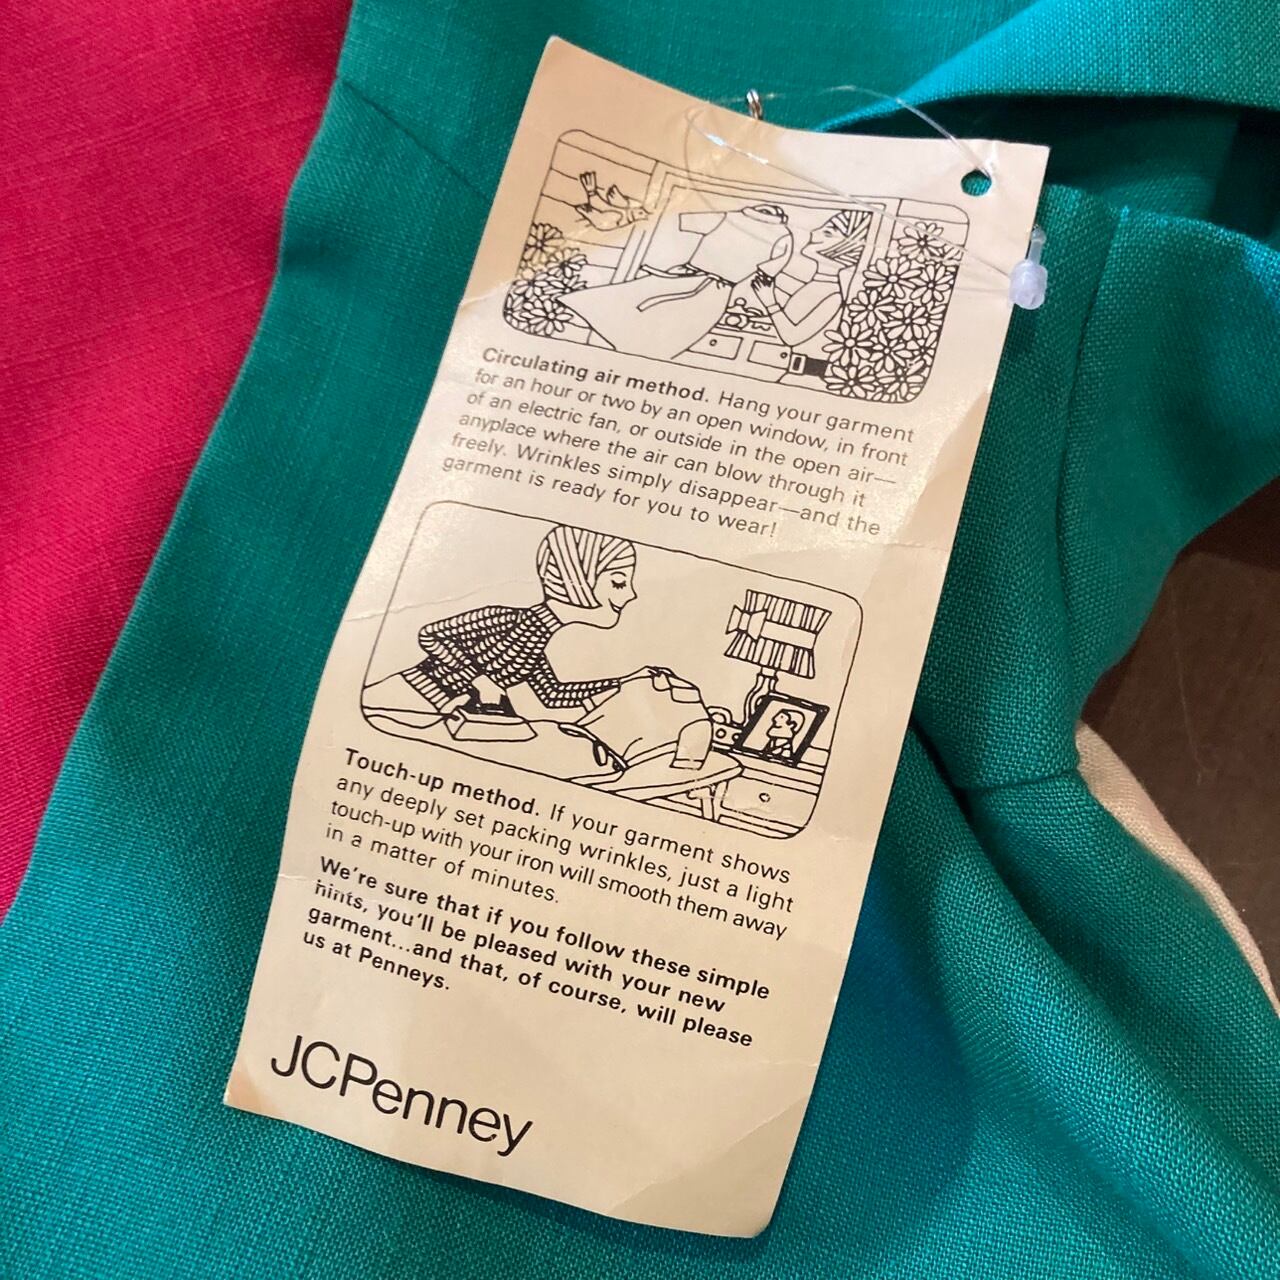 Circulating air method. Hang your garment
for an hour or two by an open window, in front
of an electric fan, or outside in the open air—
anyplace where the air can blow through it
freely. Wrinkles simply disappear—and the
garment is ready for you to wear!
Touch-up method. If your garment shows
any deeply set packing wrinkles, just a light
touch-up with your iron will smooth them away
in a matter of minutes.
We're sure that if you follow these simple
hints, you'll be pleased with your new
garment...and that, of course, will please
us at Penneys.
JCPenney